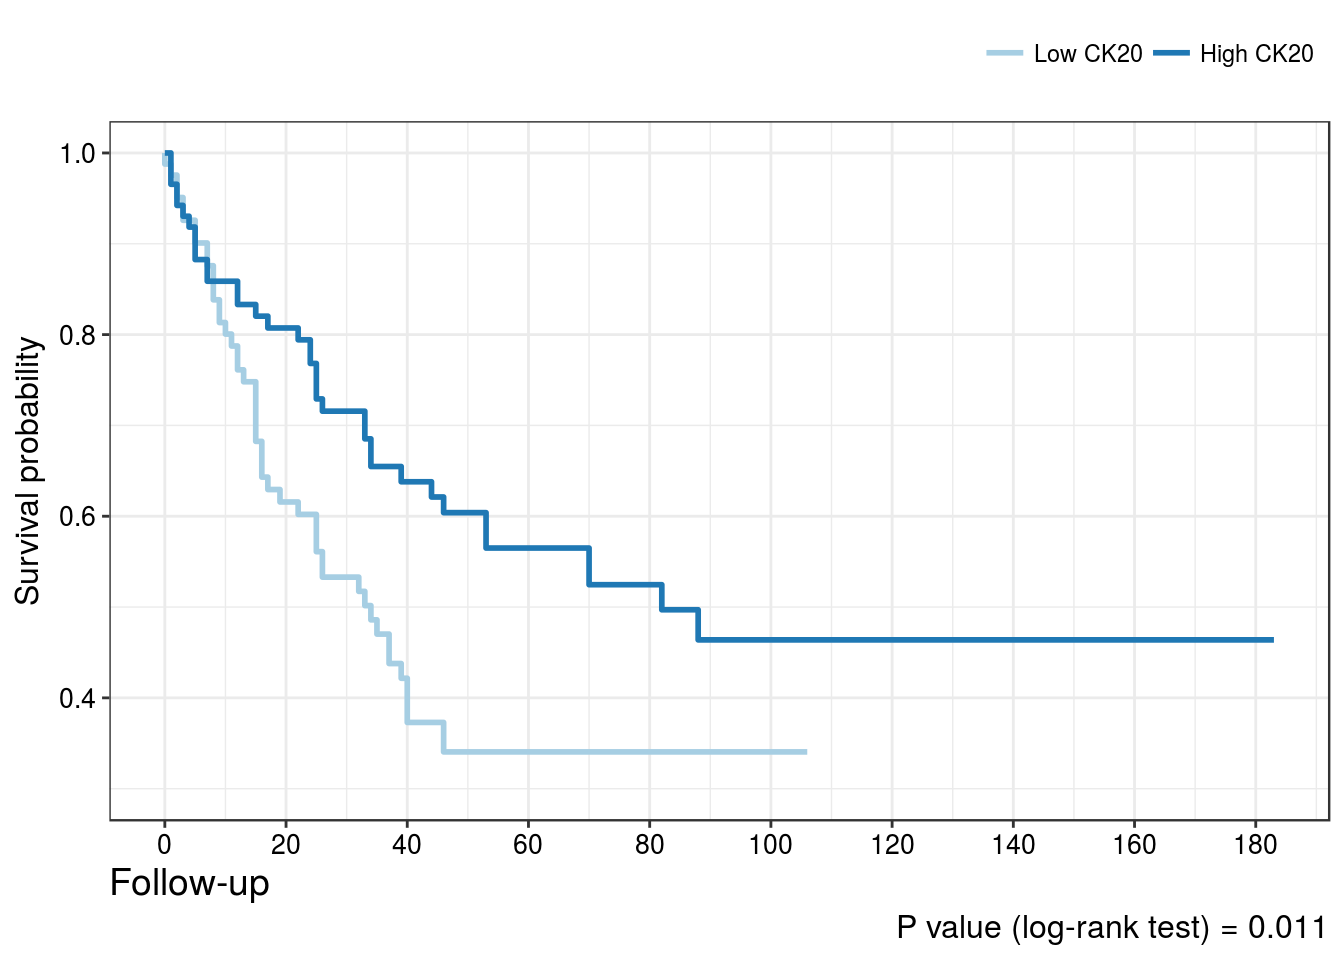 Low CK20 High CK20
Survival probability
1.0
0.8
0.6
0.4
0 20 40 60 80 100 120 140 160 180
Follow-up
P value (log-rank test) = 0.011